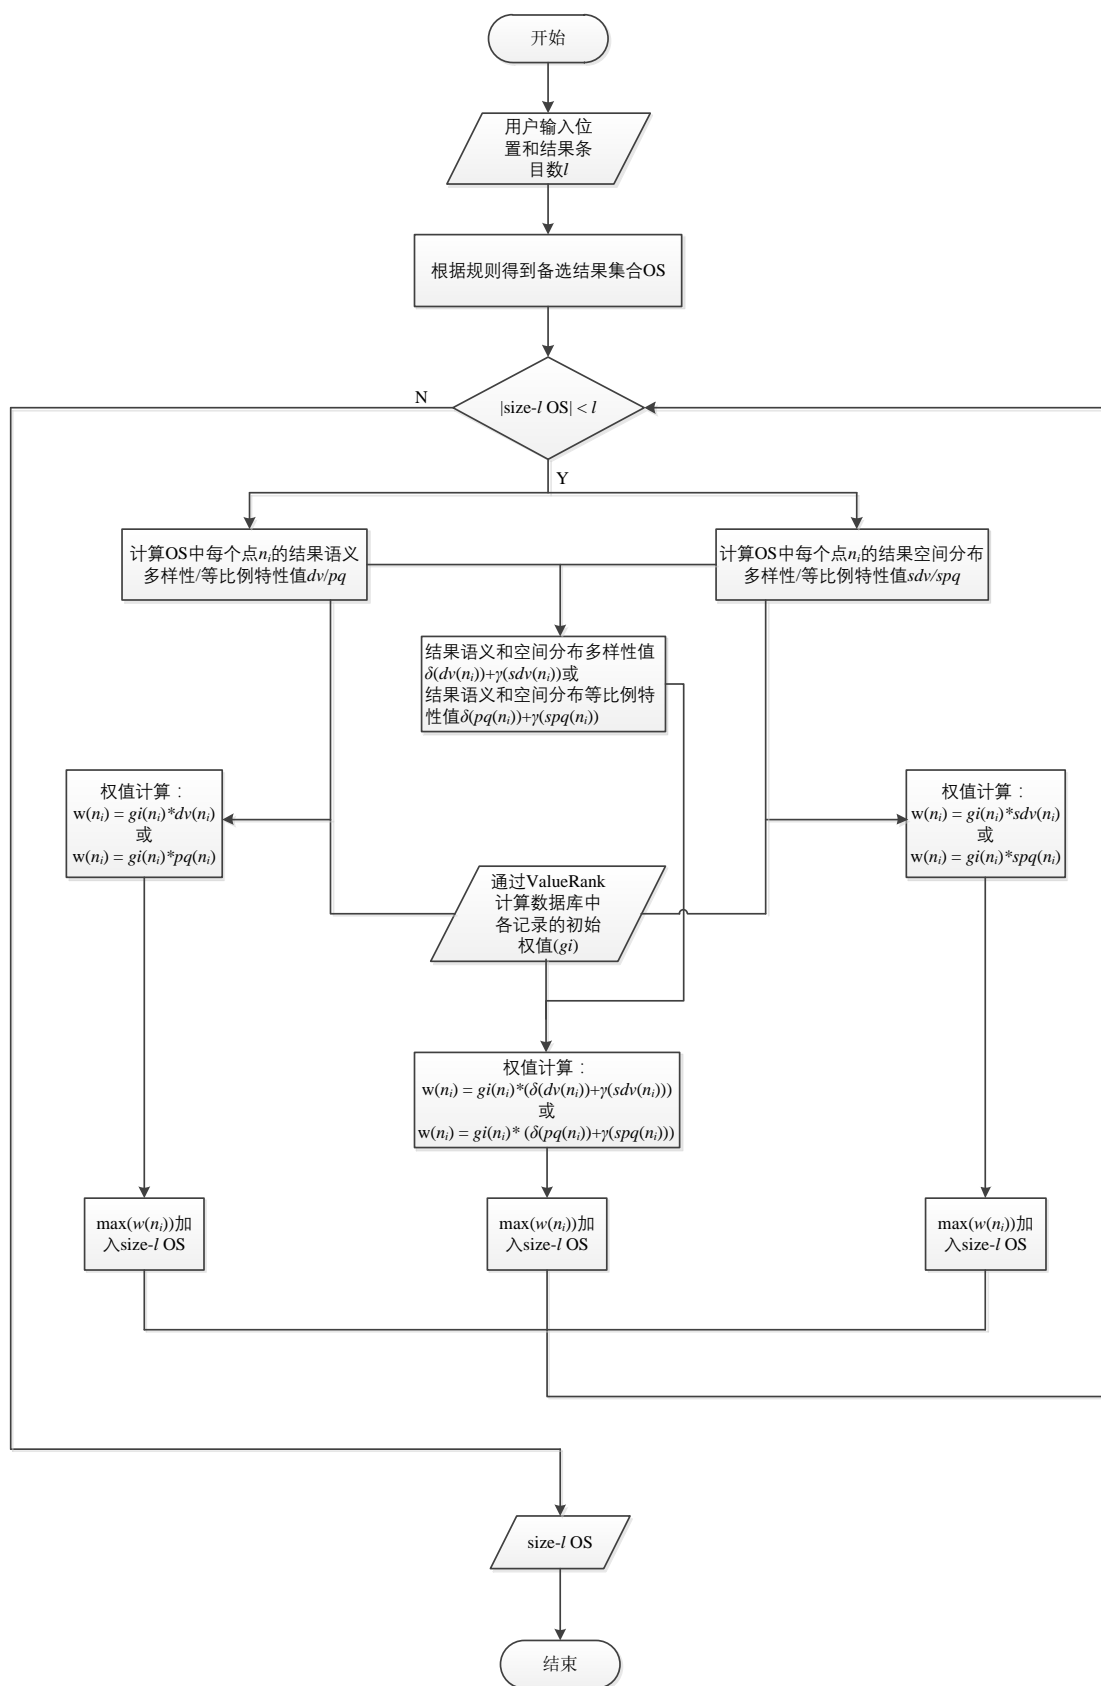 开始
用户输入位
置和结果条
目数l
根据规则得到备选结果集合OS
|size-l OS| < l
N
Y
计算OS中每个点nᵢ的结果语义
多样性/等比例特性值dv/pq
计算OS中每个点nᵢ的结果空间分布
多样性/等比例特性值sdv/spq
结果语义和空间分布多样性值
δ(dv(nᵢ))+γ(sdv(nᵢ))或
结果语义和空间分布等比例特
性值δ(pq(nᵢ))+γ(spq(nᵢ))
权值计算：
w(nᵢ) = gi(nᵢ)*dv(nᵢ)
或
w(nᵢ) = gi(nᵢ)*pq(nᵢ)
权值计算：
w(nᵢ) = gi(nᵢ)*sdv(nᵢ)
或
w(nᵢ) = gi(nᵢ)*spq(nᵢ)
通过ValueRank
计算数据库中
各记录的初始
权值(gi)
权值计算：
w(nᵢ) = gi(nᵢ)*(δ(dv(nᵢ))+γ(sdv(nᵢ)))
或
w(nᵢ) = gi(nᵢ)* (δ(pq(nᵢ))+γ(spq(nᵢ)))
max(w(nᵢ))加
入size-l OS
max(w(nᵢ))加
入size-l OS
max(w(nᵢ))加
入size-l OS
size-l OS
结束